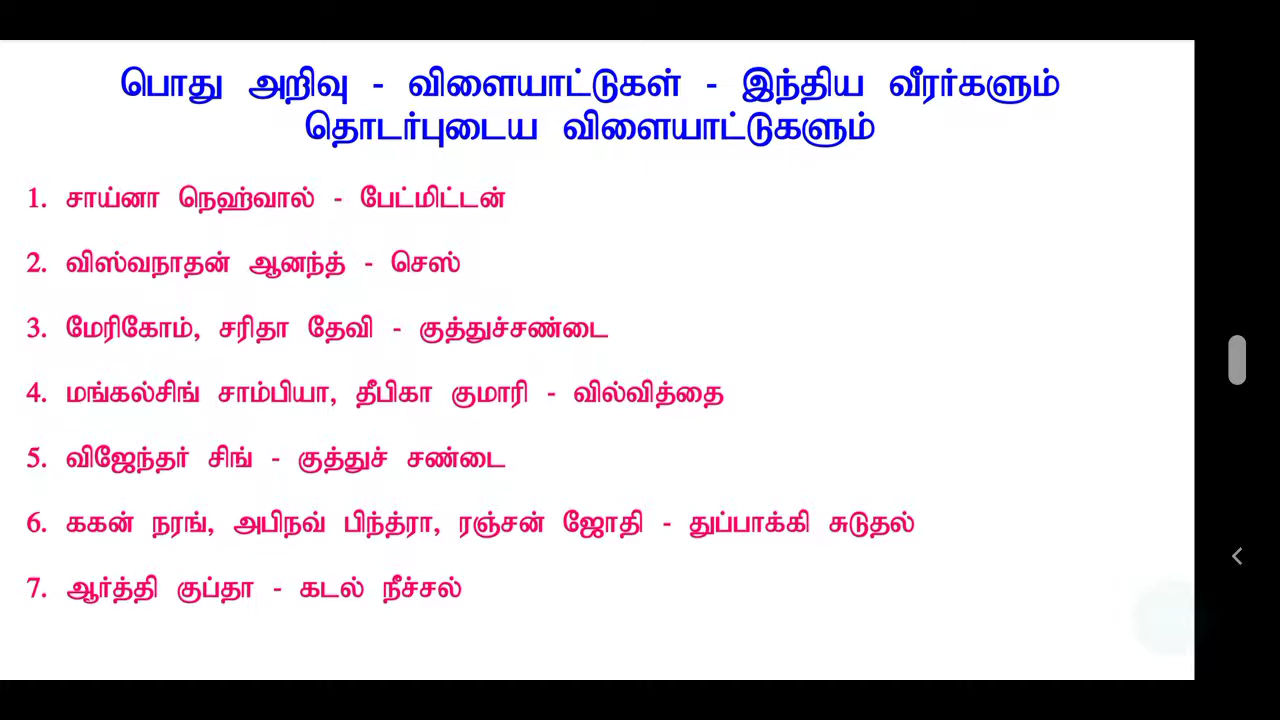 பொது அறிவு - விளையாட்டுகள் - இந்திய வீரர்களும்
தொடர்புடைய விளையாட்டுகளும்
1. சாய்னா நெஹ்வால் - பேட்மிட்டன்
2. விஸ்வநாதன் ஆனந்த் - செஸ்
3. மேரிகோம், சரிதா தேவி - குத்துச்சண்டை
4. மங்கல்சிங் சாம்பியா, தீபிகா குமாரி - வில்வித்தை
5. விஜேந்தர் சிங் - குத்துச் சண்டை
6. ககன் நரங், அபிநவ் பிந்த்ரா, ரஞ்சன் ஜோதி - துப்பாக்கி சுடுதல்
7. ஆர்த்தி குப்தா - கடல் நீச்சல்